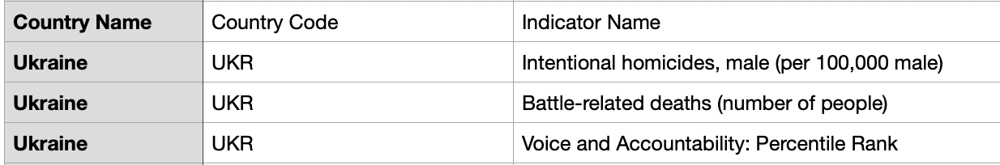 Country Name Country Code Indicator Name
Ukraine UKR Intentional homicides, male (per 100,000 male)
Ukraine UKR Battle-related deaths (number of people)
Ukraine UKR Voice and Accountability: Percentile Rank